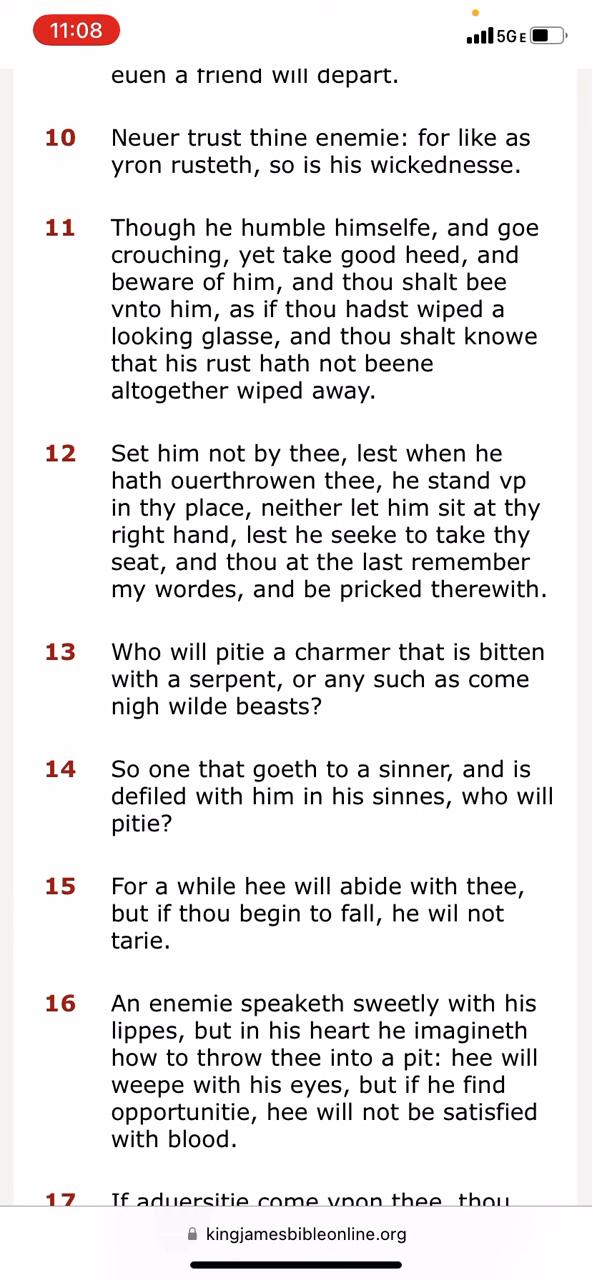 11:08
5GE
euen a friend will depart.
10 Neuer trust thine enemie: for like as
yron rusteth, so is his wickednesse.
11 Though he humble himselfe, and goe
crouching, yet take good heed, and
beware of him, and thou shalt bee
vnto him, as if thou hadst wiped a
looking glasse, and thou shalt knowe
that his rust hath not beene
altogether wiped away.
12 Set him not by thee, lest when he
hath ouerthrowen thee, he stand vp
in thy place, neither let him sit at thy
right hand, lest he seeke to take thy
seat, and thou at the last remember
my wordes, and be pricked therewith.
13 Who will pitie a charmer that is bitten
with a serpent, or any such as come
nigh wilde beasts?
14 So one that goeth to a sinner, and is
defiled with him in his sinnes, who will
pitie?
15 For a while hee will abide with thee,
but if thou begin to fall, he wil not
tarie.
16 An enemie speaketh sweetly with his
lippes, but in his heart he imagineth
how to throw thee into a pit: hee will
weepe with his eyes, but if he find
opportunitie, hee will not be satisfied
with blood.
17 If aduersitie come vpon thee, thou
kingjamesbibleonline.org